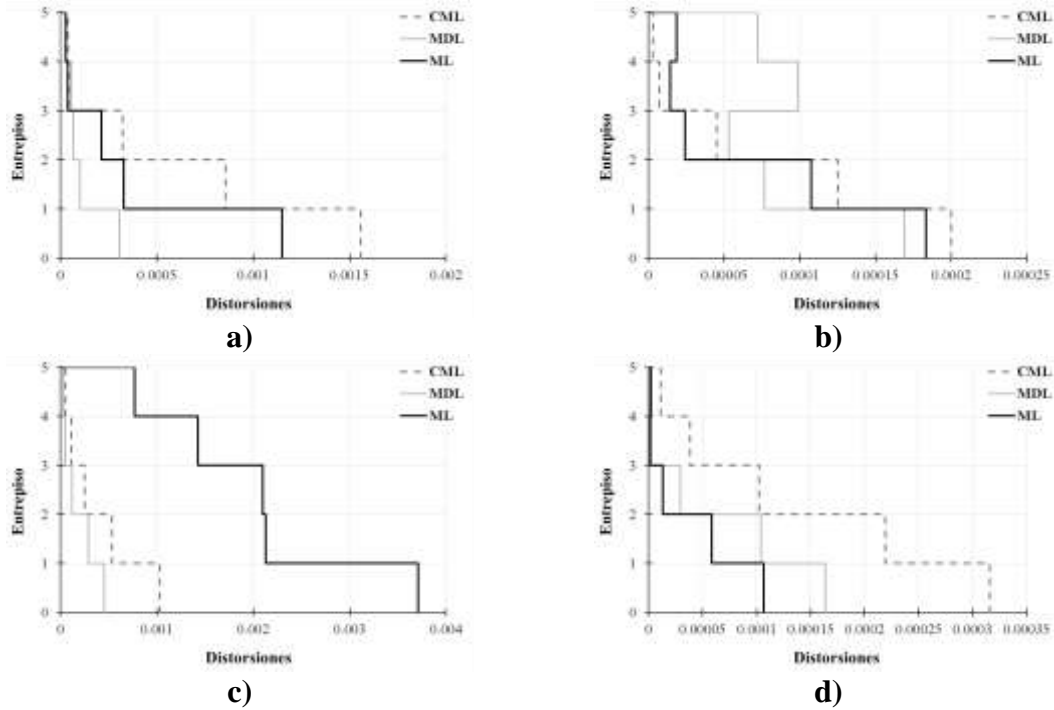 5
4
3
2
1
0
Entrepiso
CML
MDL
ML
0
0.0005
0.001
0.0015
0.002
Distorsiones
a)
5
4
3
2
1
0
Entrepiso
CML
MDL
ML
0
0.00005
0.0001
0.00015
0.0002
0.00025
Distorsiones
b)
5
4
3
2
1
0
Entrepiso
CML
MDL
ML
0
0.001
0.002
0.003
0.004
Distorsiones
c)
5
4
3
2
1
0
Entrepiso
CML
MDL
ML
0
0.00005
0.0001
0.00015
0.0002
0.00025
0.0003
0.00035
Distorsiones
d)